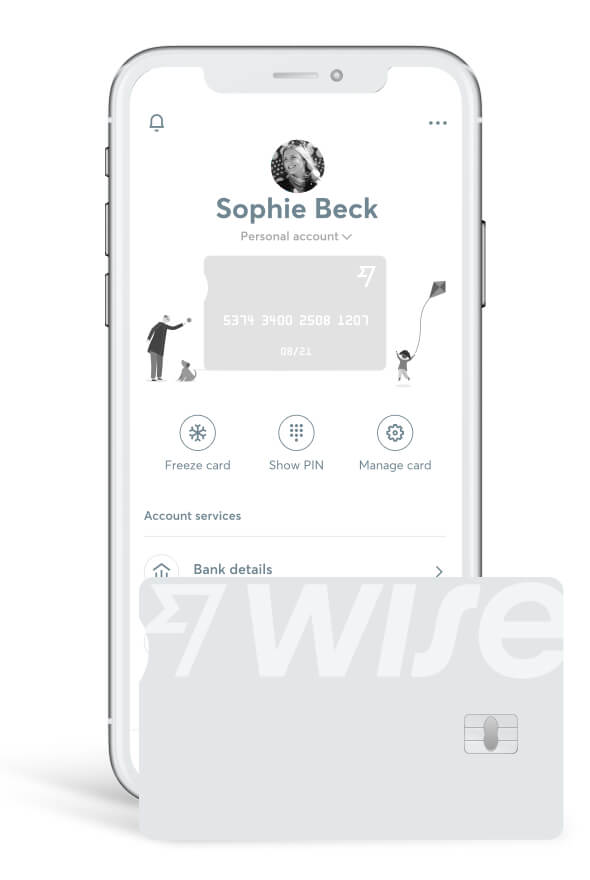 Sophie Beck
Personal account
5374 3400 2508 1207
08/21
Freeze card
Show PIN
Manage card
Account services
Bank details
wise